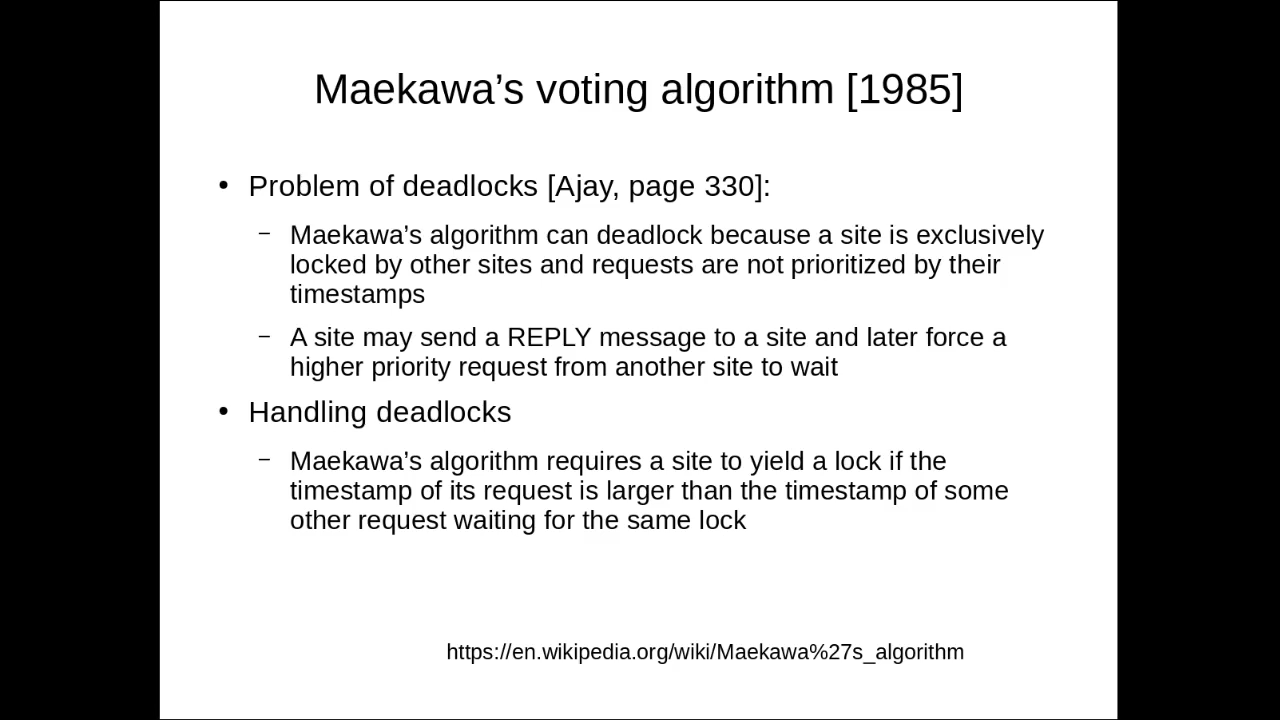 Maekawa’s voting algorithm [1985]
• Problem of deadlocks [Ajay, page 330]:
– Maekawa’s algorithm can deadlock because a site is exclusively
locked by other sites and requests are not prioritized by their
timestamps
– A site may send a REPLY message to a site and later force a
higher priority request from another site to wait
• Handling deadlocks
– Maekawa’s algorithm requires a site to yield a lock if the
timestamp of its request is larger than the timestamp of some
other request waiting for the same lock
https://en.wikipedia.org/wiki/Maekawa%27s_algorithm